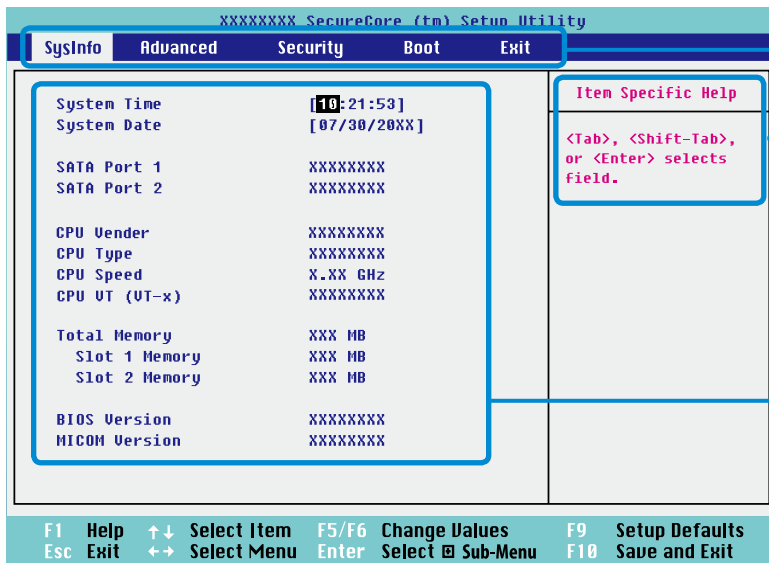 XXXXXXXX SecureCore (tm) Setup Utility
SysInfo Advanced Security Boot Exit
System Time [10:21:53]
System Date [07/30/20XX]
SATA Port 1 XXXXXXXX
SATA Port 2 XXXXXXXX
CPU Vender XXXXXXXX
CPU Type XXXXXXXX
CPU Speed X.XX GHz
CPU VT (VT-x) XXXXXXXX
Total Memory XXX MB
Slot 1 Memory XXX MB
Slot 2 Memory XXX MB
BIOS Version XXXXXXXX
MICOM Version XXXXXXXX
Item Specific Help
<Tab>, <Shift-Tab>,
or <Enter> selects
field.
F1 Help ↑↓ Select Item F5/F6 Change Values F9 Setup Defaults
Esc Exit ←→ Select Menu Enter Select ⊡ Sub-Menu F10 Save and Exit